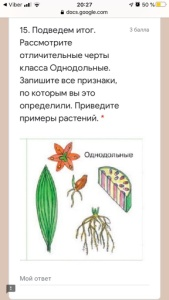 Viber
20:27
50 %
docs.google.com
15. Подведем итог.
3 балла
Рассмотрите
отличительные черты
класса Однодольные.
Запишите все признаки,
по которым вы это
определили. Приведите
примеры растений. *
Однодольные
Мой ответ